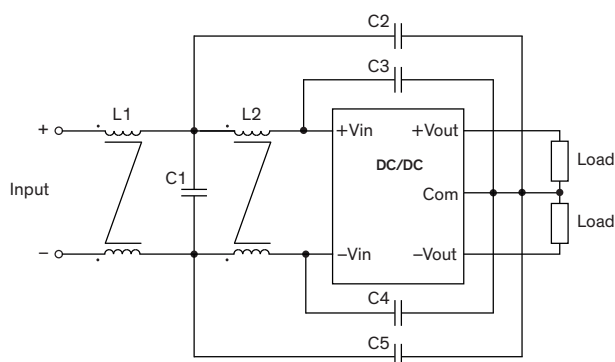 C2
C3
L1
L2
+
+Vin
+Vout
DC/DC
Load
C1
Input
Com
Load
−
−Vin
−Vout
C4
C5